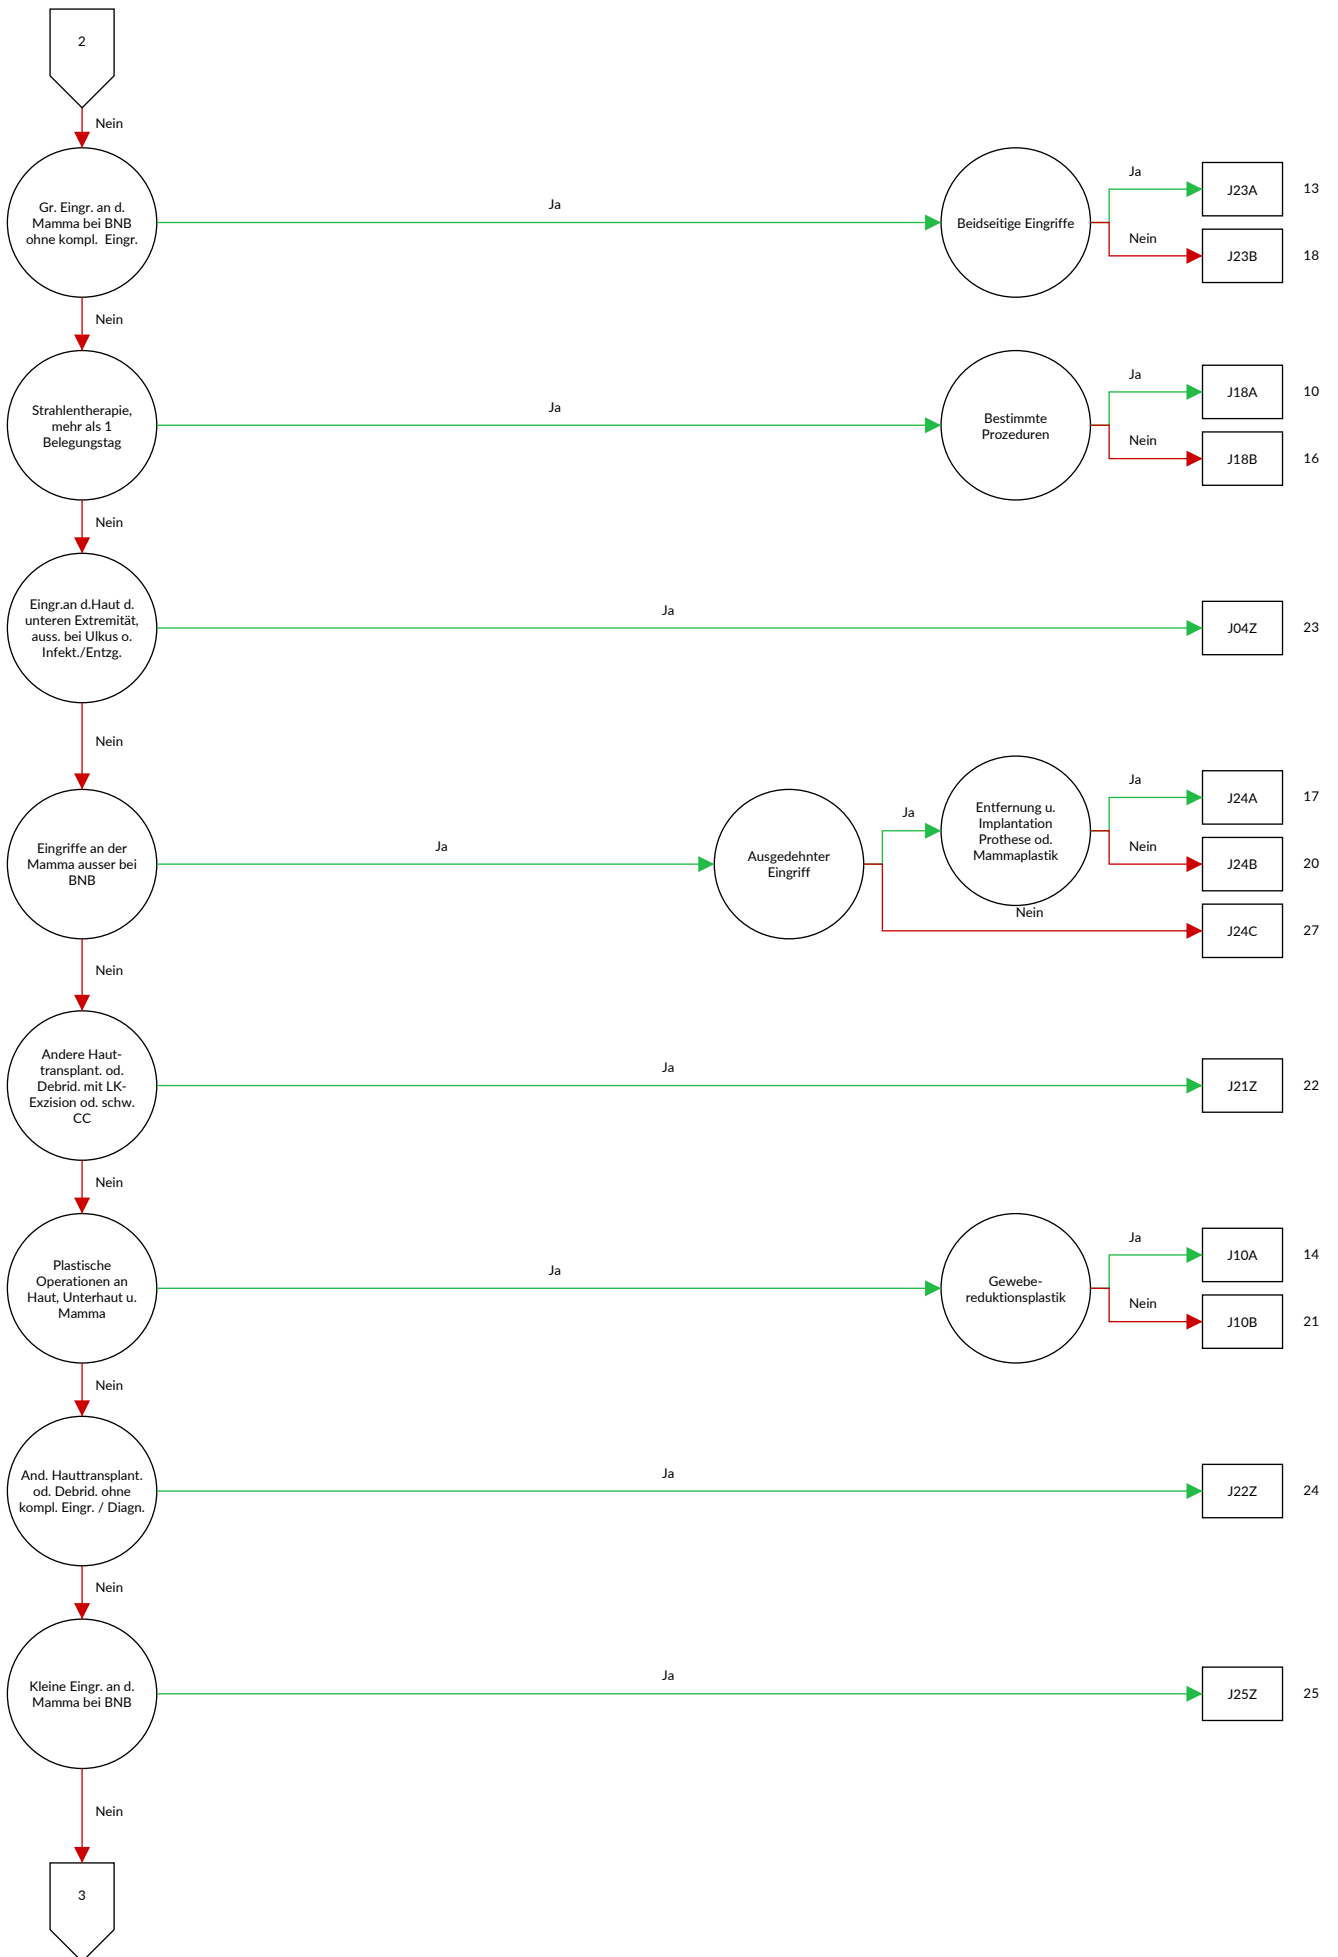 2
Nein
Gr. Eingr. an d.
Mamma bei BNB
ohne kompl. Eingr.
Ja
Beidseitige Eingriffe
Ja
J23A
13
Nein
J23B
18
Nein
Strahlentherapie,
mehr als 1
Belegungstag
Ja
Bestimmte
Prozeduren
Ja
J18A
10
Nein
J18B
16
Nein
Eingr.an d.Haut d.
unteren Extremität,
auss. bei Ulkus o.
Infekt./Entzg.
Ja
J04Z
23
Nein
Eingriffe an der
Mamma ausser bei
BNB
Ja
Ausgedehnter
Eingriff
Ja
Entfernung u.
Implantation
Prothese od.
Mammaplastik
Ja
J24A
17
Nein
J24B
20
Nein
J24C
27
Nein
Andere Haut-
transplant. od.
Debrid. mit LK-
Exzision od. schw.
CC
Ja
J21Z
22
Nein
Plastische
Operationen an
Haut, Unterhaut u.
Mamma
Ja
Gewebe-
reduktionsplastik
Ja
J10A
14
Nein
J10B
21
Nein
And. Hauttransplant.
od. Debrid. ohne
kompl. Eingr. / Diagn.
Ja
J22Z
24
Nein
Kleine Eingr. an d.
Mamma bei BNB
Ja
J25Z
25
Nein
3